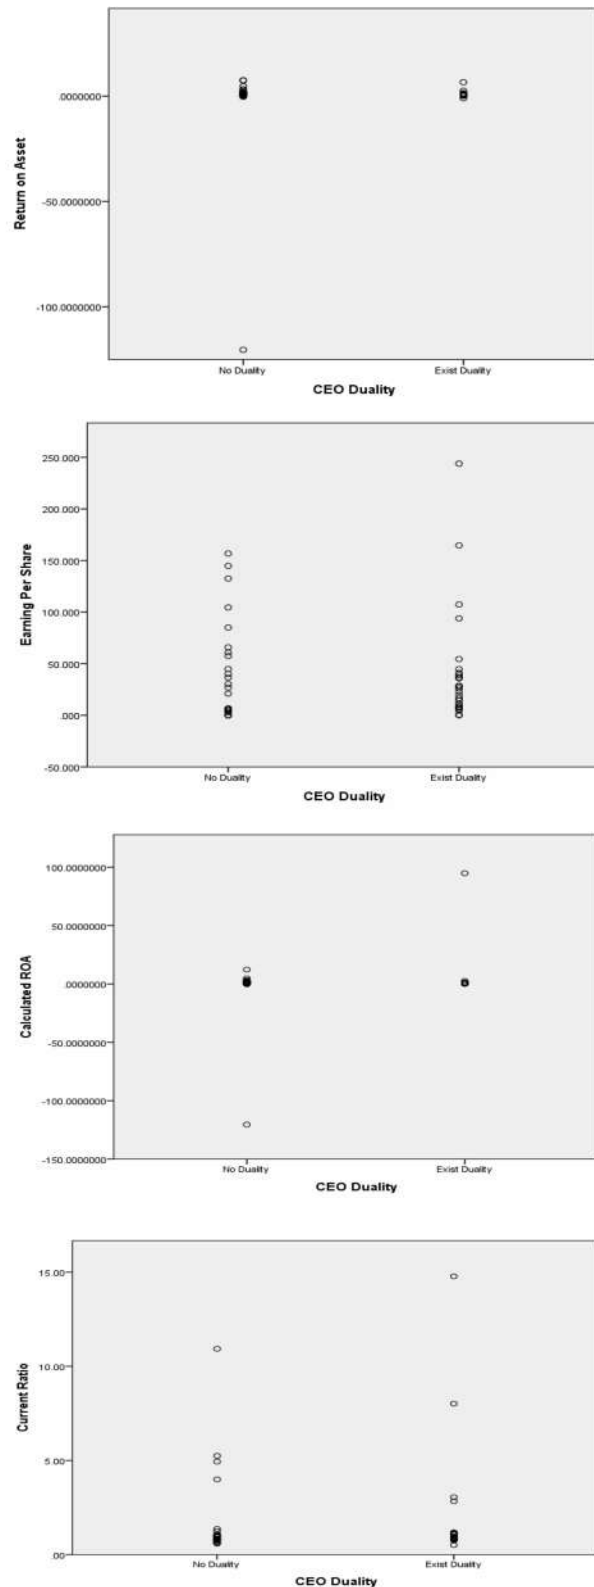 .0000000
-50.0000000
-100.0000000
Return on Asset
No Duality Exist Duality
CEO Duality
250.000
200.000
150.000
100.000
50.000
.000
-50.000
Earning Per Share
No Duality Exist Duality
CEO Duality
100.0000000
50.0000000
.0000000
-50.0000000
-100.0000000
-150.0000000
Calculated ROA
No Duality Exist Duality
CEO Duality
15.00
10.00
5.00
.00
Current Ratio
No Duality Exist Duality
CEO Duality